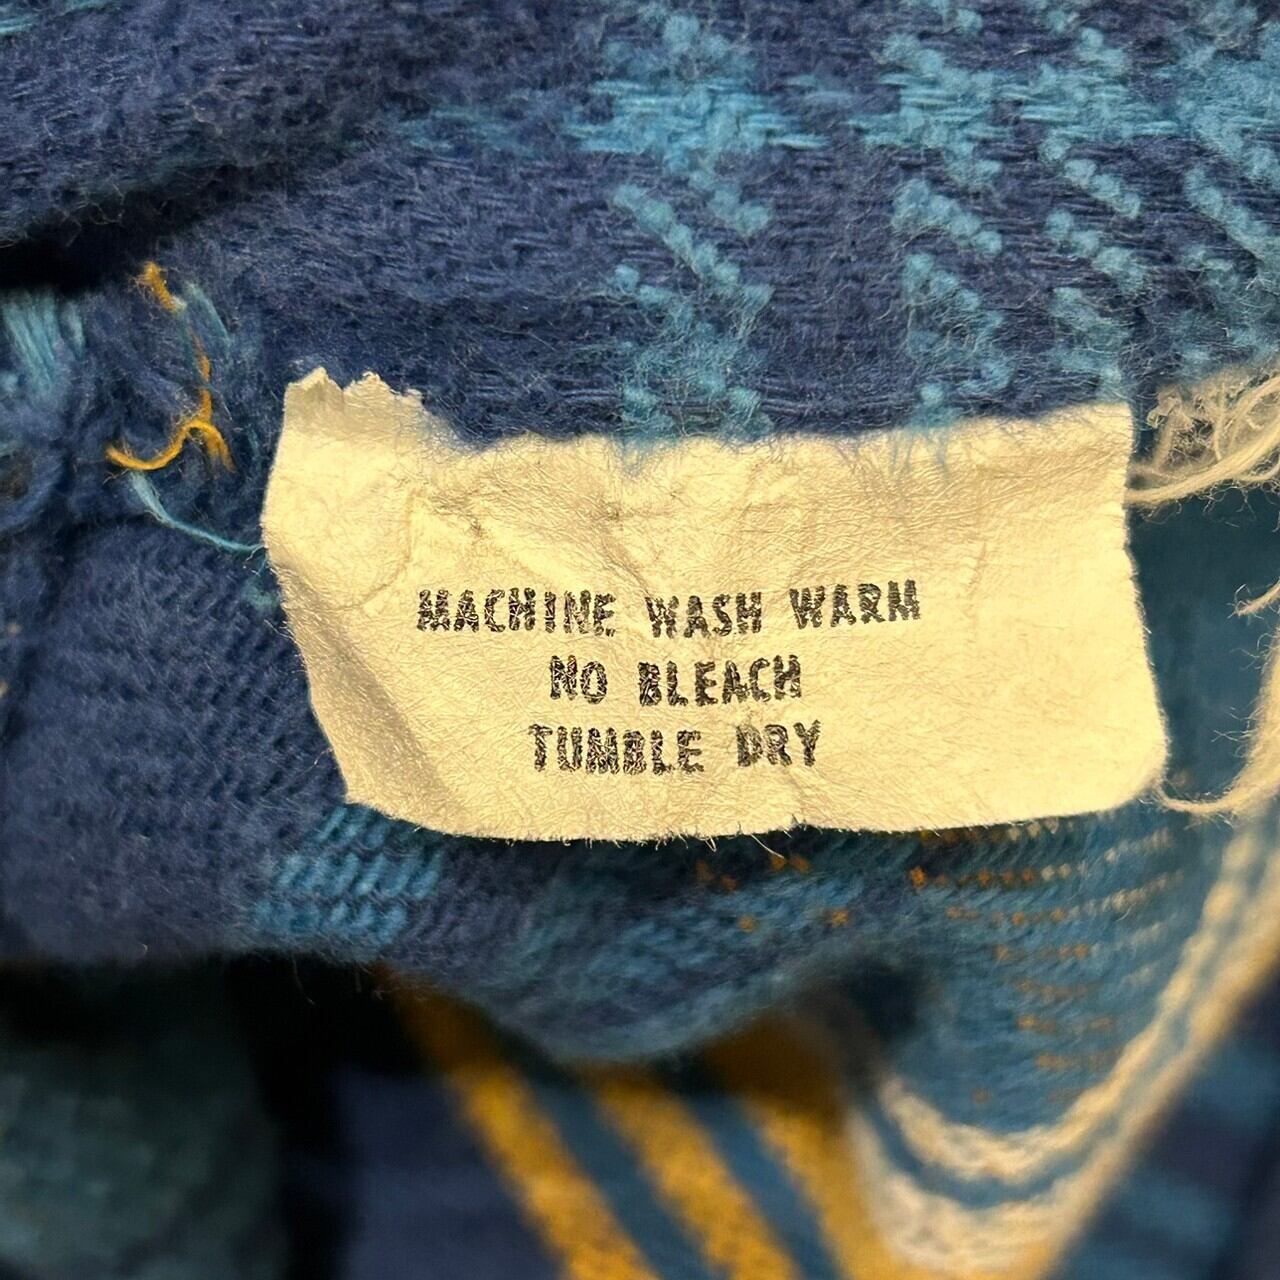 MACHINE WASH WARM
NO BLEACH
TUMBLE DRY